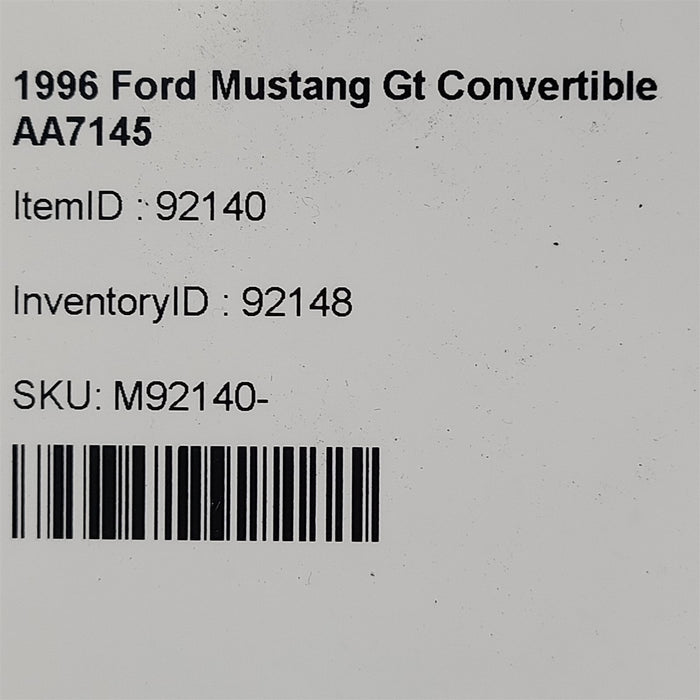 1996 Ford Mustang Gt Convertible
AA7145
ItemID : 92140
InventoryID : 92148
SKU: M92140-